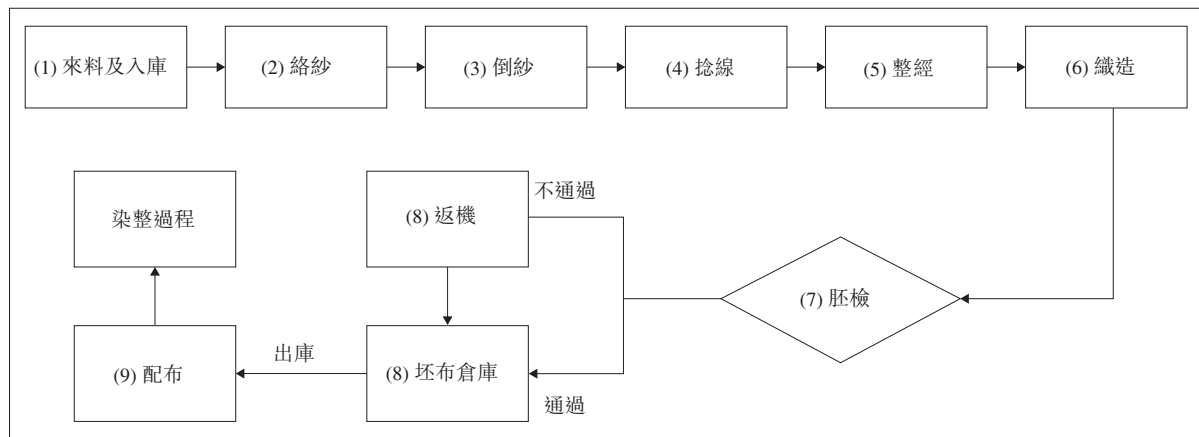 (1) 來料及入庫
(2) 絡紗
(3) 倒紗
(4) 捻線
(5) 整經
(6) 織造
染整過程
(8) 返機
不通過
(7) 胚檢
(9) 配布
出庫
(8) 坯布倉庫
通過